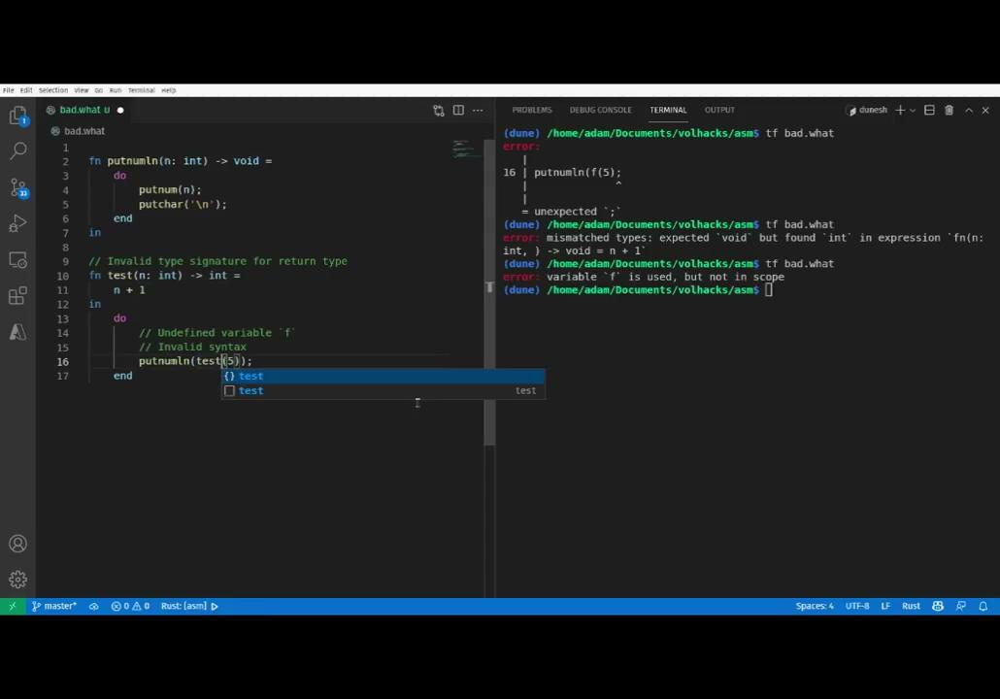 File Edit Selection View Go Run Terminal Help
bad.what U
bad.what
1
2 fn putnumln(n: int) -> void =
3 do
4 putnum(n);
5 putchar('\n');
6 end
7 in
8
9 // Invalid type signature for return type
10 fn test(n: int) -> int =
11 n + 1
12 in
13 do
14 // Undefined variable `f`
15 // Invalid syntax
16 putnumln(test(5));
17 end
{} test
test test
1
33
PROBLEMS DEBUG CONSOLE TERMINAL OUTPUT
dunesh
(dune) /home/adam/Documents/volhacks/asm$ tf bad.what
error:
|
16 | putnumln(f(5);
| ^
|
= unexpected `;`
(dune) /home/adam/Documents/volhacks/asm$ tf bad.what
error: mismatched types: expected `void` but found `int` in expression `fn(n:
int, ) -> void = n + 1`
(dune) /home/adam/Documents/volhacks/asm$ tf bad.what
error: variable `f` is used, but not in scope
(dune) /home/adam/Documents/volhacks/asm$
master* 0 0 Rust: [asm] Spaces: 4 UTF-8 LF Rust